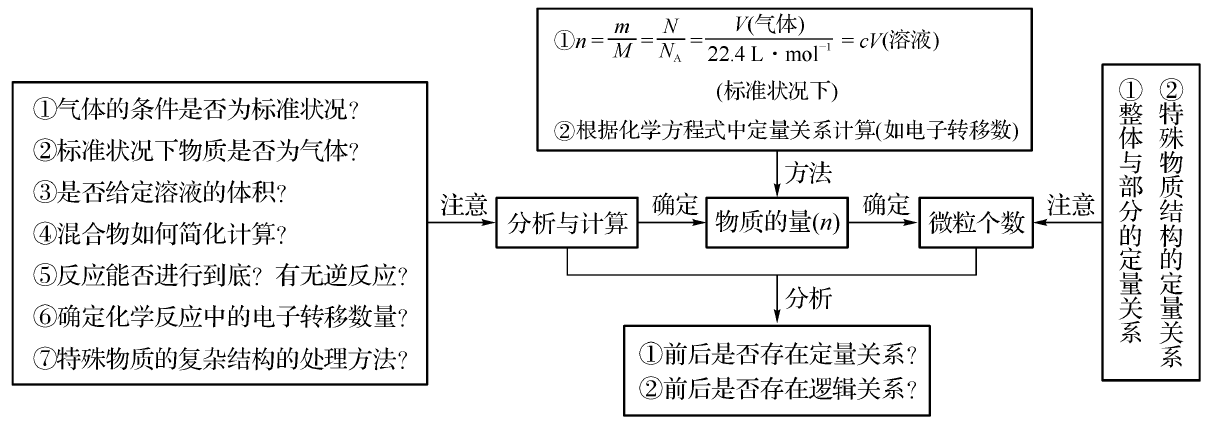 ①n=m/M=N/N_A=V(气体)/22.4 L·mol⁻¹=cV(溶液)
(标准状况下)
②根据化学方程式中定量关系计算(如电子转移数)
方法
①气体的条件是否为标准状况?
②标准状况下物质是否为气体?
③是否给定溶液的体积?
④混合物如何简化计算?
⑤反应能否进行到底? 有无逆反应?
⑥确定化学反应中的电子转移数量?
⑦特殊物质的复杂结构的处理方法?
注意
分析与计算
确定
物质的量(n)
确定
微粒个数
注意
①整体与部分的定量关系
②特殊物质结构的定量关系
分析
①前后是否存在定量关系?
②前后是否存在逻辑关系?